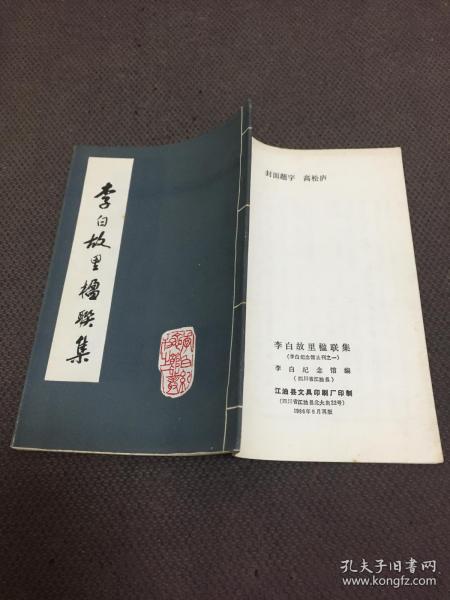 李白故里楹联集
封面题字 高松庐
李白故里楹联集
(李白纪念馆丛刊之一)
李白纪念馆编
(四川省江油县)
江油县文具印刷厂印制
(四川省江油县北大街22号)
1984年6月再版
孔夫子旧书网
www.kongfz.com